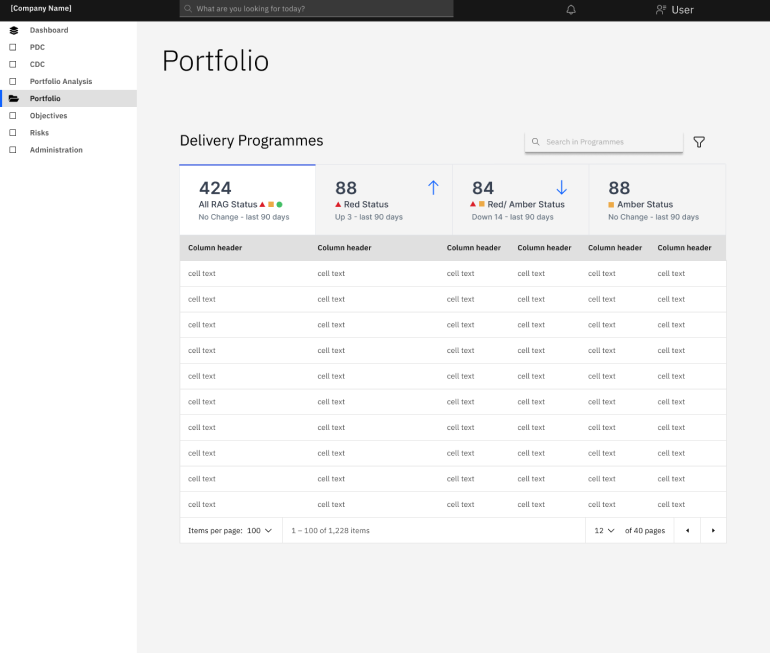 [Company Name]
What are you looking for today?
User
Dashboard
PDC
CDC
Portfolio Analysis
Portfolio
Objectives
Risks
Administration
Portfolio
Delivery Programmes
Search in Programmes
424
All RAG Status
No Change - last 90 days
88
Red Status
Up 3 - last 90 days
84
Red/ Amber Status
Down 14 - last 90 days
88
Amber Status
No Change - last 90 days
Column header Column header Column header Column header Column header Column header
cell text cell text cell text cell text cell text cell text
cell text cell text cell text cell text cell text cell text
cell text cell text cell text cell text cell text cell text
cell text cell text cell text cell text cell text cell text
cell text cell text cell text cell text cell text cell text
cell text cell text cell text cell text cell text cell text
cell text cell text cell text cell text cell text cell text
cell text cell text cell text cell text cell text cell text
cell text cell text cell text cell text cell text cell text
cell text cell text cell text cell text cell text cell text
Items per page: 100 1 – 100 of 1,228 items 12 of 40 pages